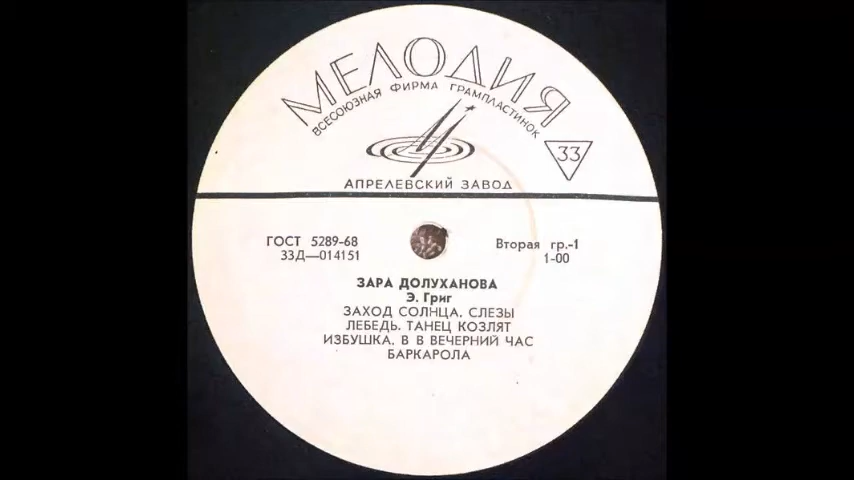 МЕЛОДИЯ
ВСЕСОЮЗНАЯ ФИРМА ГРАМПЛАСТИНОК
33
АПРЕЛЕВСКИЙ ЗАВОД
ГОСТ 5289-68
33Д—014151
Вторая гр.-1
1-00
ЗАРА ДОЛУХАНОВА
Э. Григ
ЗАХОД СОЛНЦА. СЛЕЗЫ
ЛЕБЕДЬ. ТАНЕЦ КОЗЛЯТ
ИЗБУШКА. В В ВЕЧЕРНИЙ ЧАС
БАРКАРОЛА